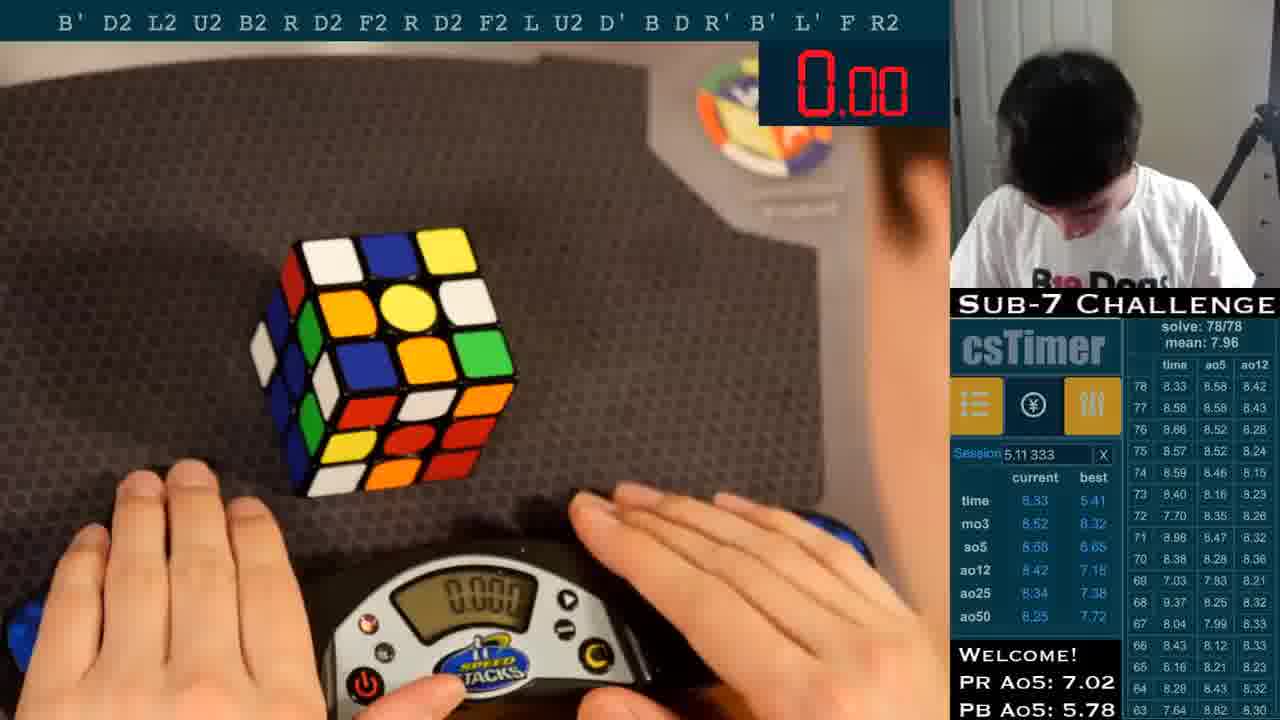 B' D2 L2 U2 B2 R D2 F2 R D2 F2 L U2 D' B D R' B' L' F R2
0.00
SUB-7 CHALLENGE
csTimer
solve: 78/78
mean: 7.96
time ao5 ao12
78 8.33 8.58 8.42
77 8.58 8.58 8.43
76 8.66 8.52 8.28
75 8.57 8.52 8.24
74 8.59 8.46 8.15
73 8.40 8.16 8.23
72 7.70 8.35 8.26
71 8.98 8.47 8.32
70 8.38 8.28 8.36
69 7.03 7.83 8.21
68 9.37 8.25 8.32
67 8.04 7.99 8.33
66 8.43 8.12 8.33
65 8.16 8.21 8.23
64 8.28 8.43 8.32
63 7.64 8.82 8.30
Session 5.11 333 X
current best
time 8.33 5.41
mo3 8.52 8.32
ao5 8.58 6.65
ao12 8.42 7.18
ao25 8.34 7.38
ao50 8.25 7.72
WELCOME!
PR AO5: 7.02
PB AO5: 5.78
0.000
SPEED
STACKS